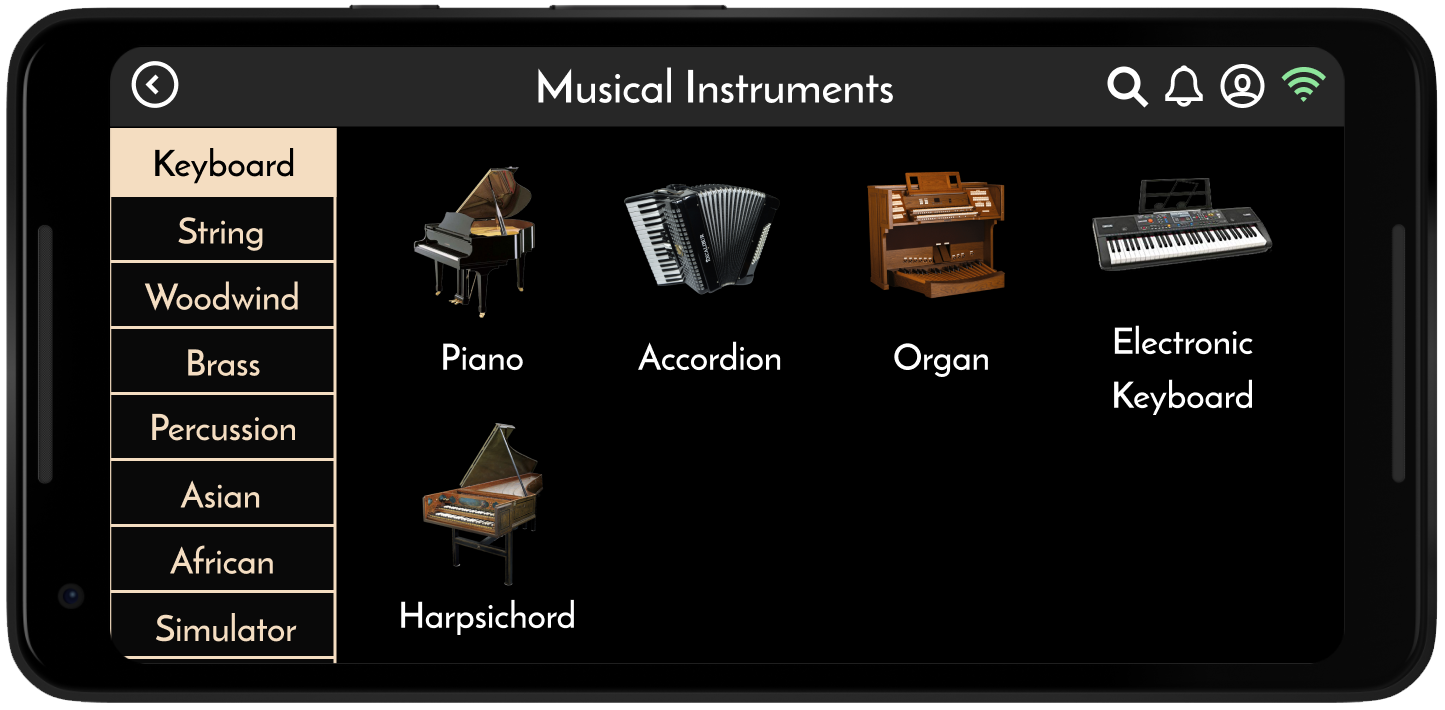 Musical Instruments
Keyboard
String
Woodwind
Brass
Percussion
Asian
African
Simulator
Piano
Accordion
Organ
Electronic
Keyboard
Harpsichord